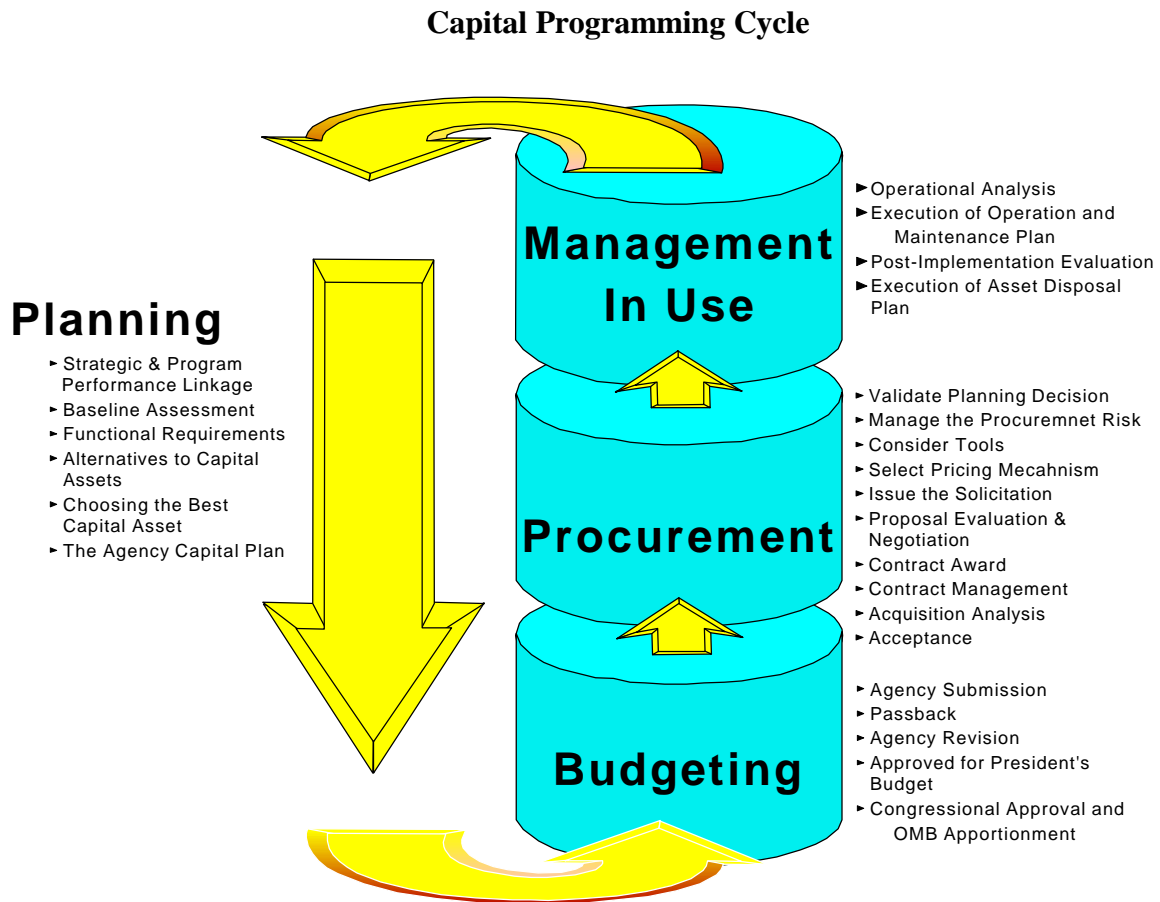 Capital Programming Cycle
Planning
► Strategic & Program
Performance Linkage
► Baseline Assessment
► Functional Requirements
► Alternatives to Capital
Assets
► Choosing the Best
Capital Asset
► The Agency Capital Plan
Management
In Use
► Operational Analysis
► Execution of Operation and
Maintenance Plan
► Post-Implementation Evaluation
► Execution of Asset Disposal
Plan
Procurement
► Validate Planning Decision
► Manage the Procuremnet Risk
► Consider Tools
► Select Pricing Mecahnism
► Issue the Solicitation
► Proposal Evaluation &
Negotiation
► Contract Award
► Contract Management
► Acquisition Analysis
► Acceptance
Budgeting
► Agency Submission
► Passback
► Agency Revision
► Approved for President's
Budget
► Congressional Approval and
OMB Apportionment